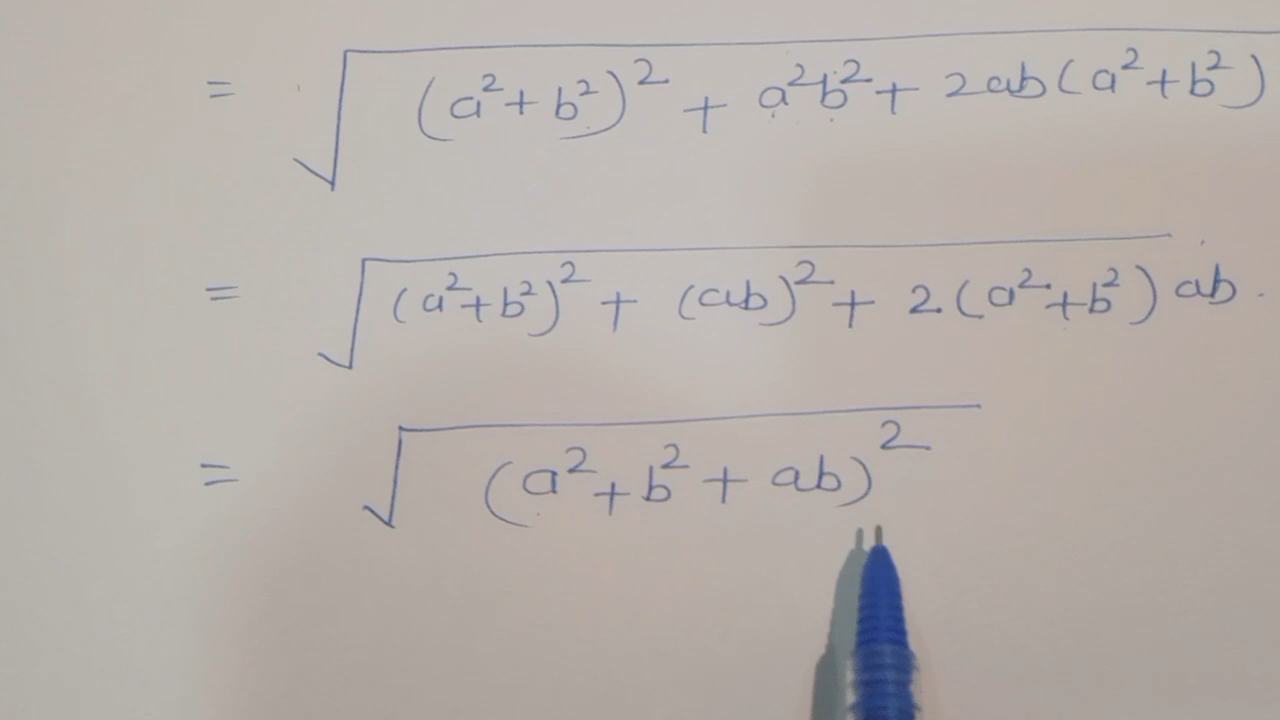 = √(a²+b²)² + a²b² + 2ab(a²+b²)
= √(a²+b²)² + (ab)² + 2(a²+b²)ab.
= √(a²+b²+ab)²